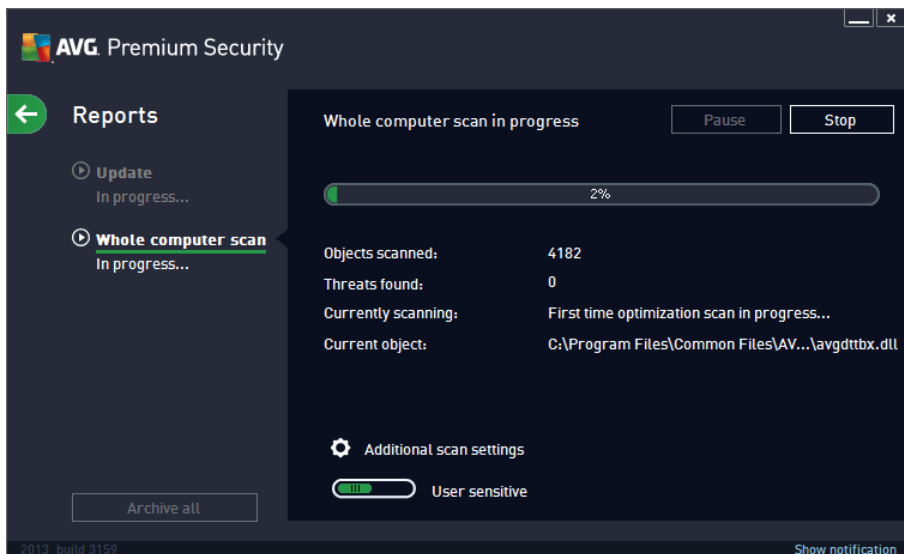 AVG. Premium Security
Reports
Update
In progress...
Whole computer scan
In progress...
Archive all
Whole computer scan in progress
Pause
Stop
2%
Objects scanned: 4182
Threats found: 0
Currently scanning: First time optimization scan in progress...
Current object: C:\Program Files\Common Files\AV...\avgdttbx.dll
Additional scan settings
User sensitive
2013 build 3159
Show notification